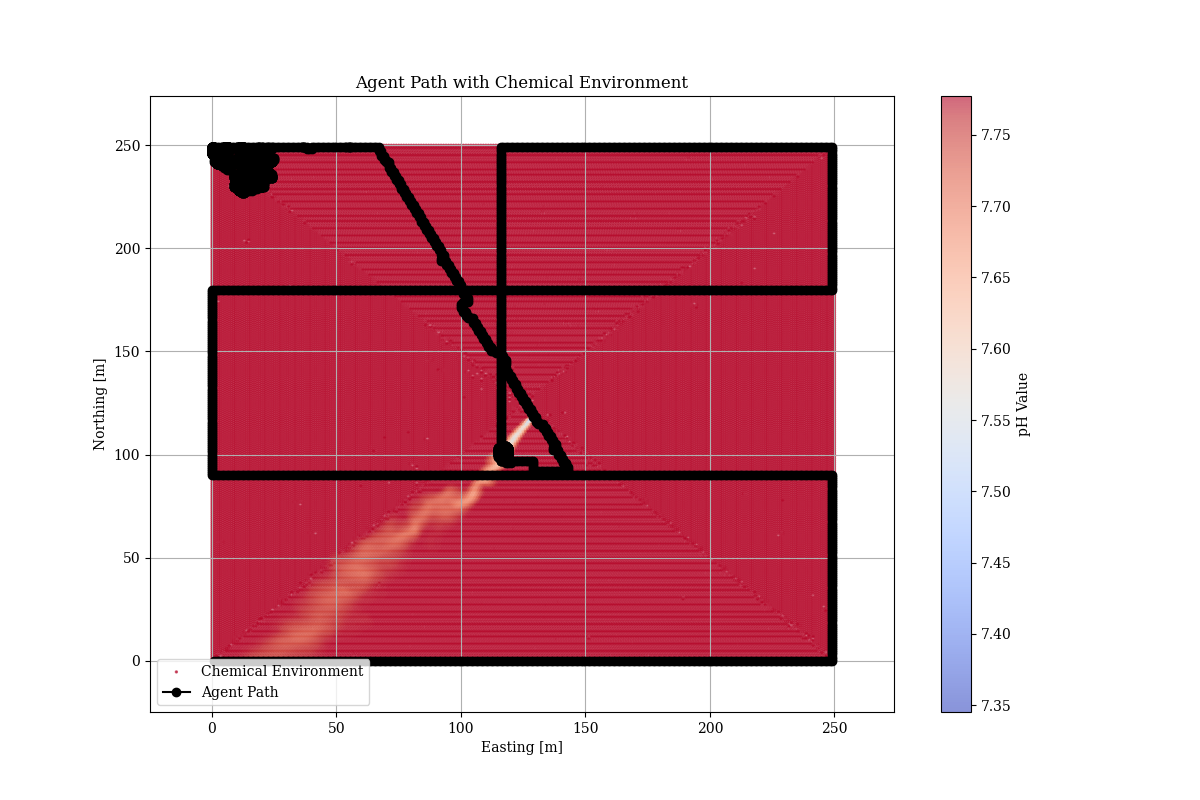 Agent Path with Chemical Environment
250
200
150
100
50
0
Northing [m]
0 50 100 150 200 250
Easting [m]
Chemical Environment
Agent Path
7.75
7.70
7.65
7.60
7.55
7.50
7.45
7.40
7.35
pH Value